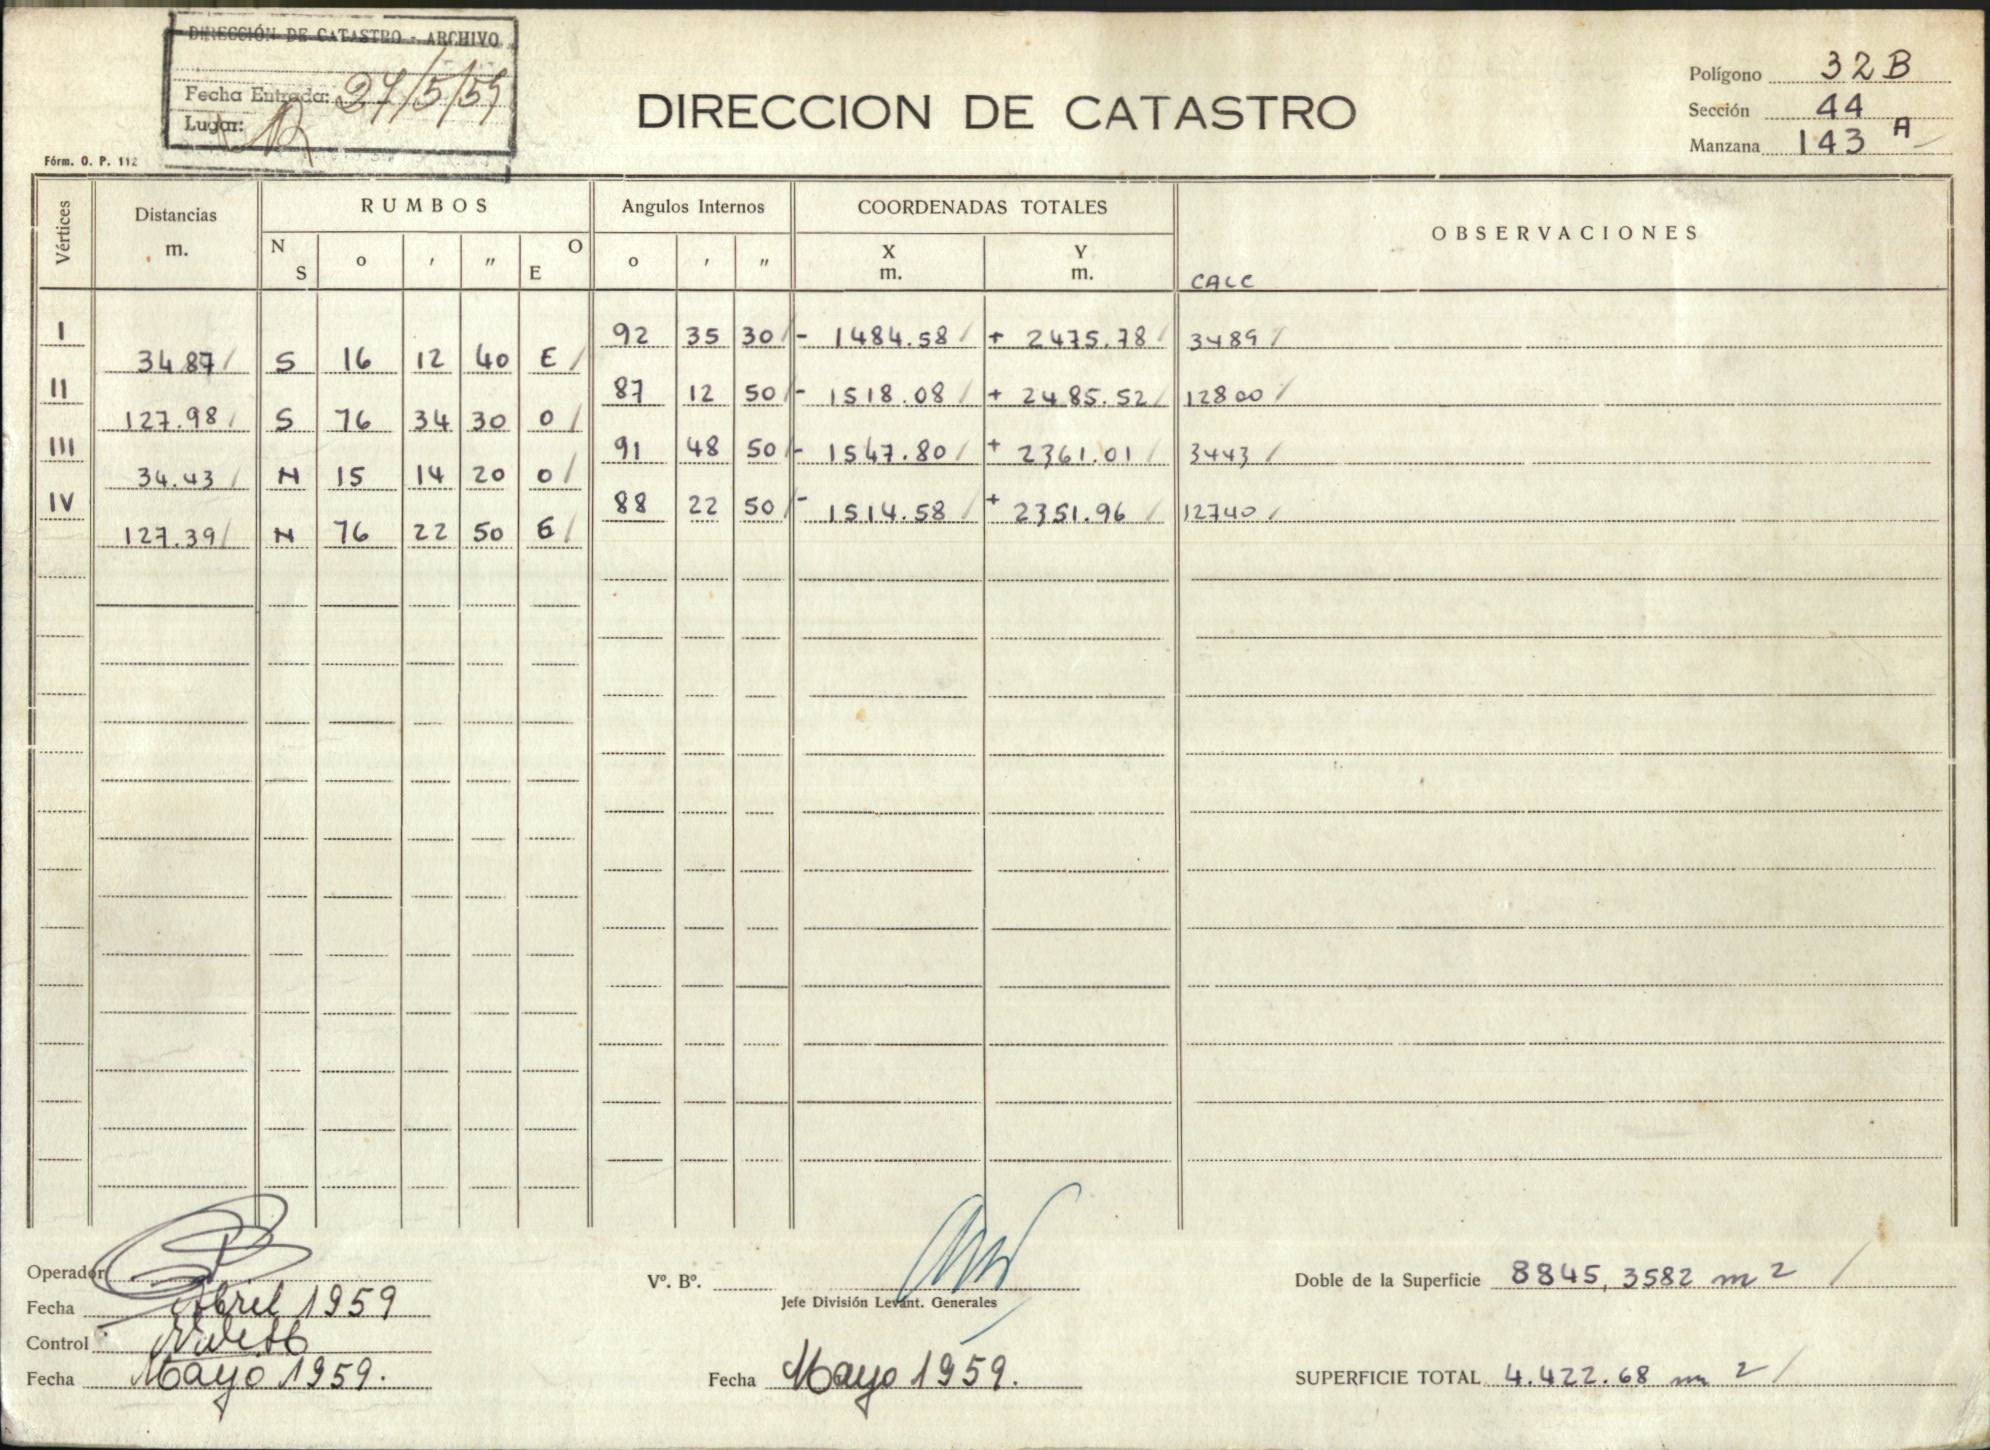 DIRECCIÓN DE CATASTRO - ARCHIVO
Fecha Entrada: 27/5/59
Lugar:
Fórm. O. P. 112
DIRECCION DE CATASTRO
Polígono 32 B
Sección 44
Manzana 143 A
Vértices Distancias m. RUMBOS Angulos Internos COORDENADAS TOTALES OBSERVACIONES
N S o ' " O E o ' " X m. Y m. CALC
I 92 35 30 - 1484.58 + 2475.78 3489
34.87 S 16 12 40 E
II 87 12 50 - 1518.08 + 2485.52 12800
127.98 S 76 34 30 O
III 91 48 50 - 1547.80 + 2361.01 3443
34.43 N 15 14 20 O
IV 88 22 50 - 1514.58 + 2351.96 12740
127.39 N 76 22 50 E
Operador
Fecha Abril 1959
Control
Fecha Mayo 1959.
Vº. Bº.
Jefe División Levant. Generales
Fecha Mayo 1959.
Doble de la Superficie 8845,3582 m2
SUPERFICIE TOTAL 4.422.68 m2